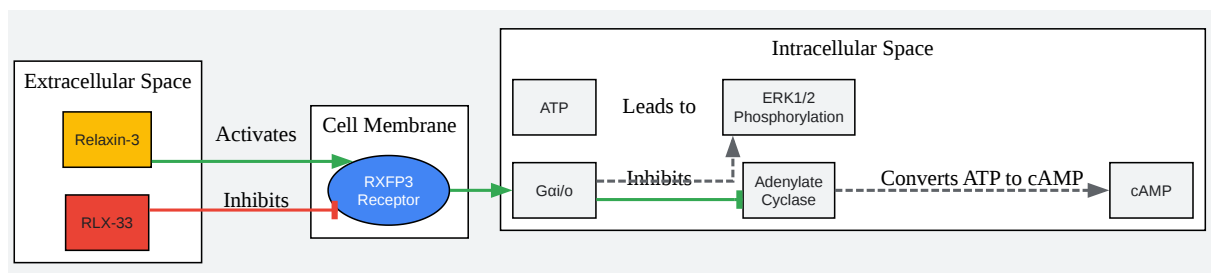 Extracellular Space
Relaxin-3
RLX-33
Activates
Inhibits
Cell Membrane
RXFP3
Receptor
Intracellular Space
ATP
Leads to
ERK1/2
Phosphorylation
Gαi/o
Inhibits
Adenylate
Cyclase
Converts ATP to cAMP
cAMP